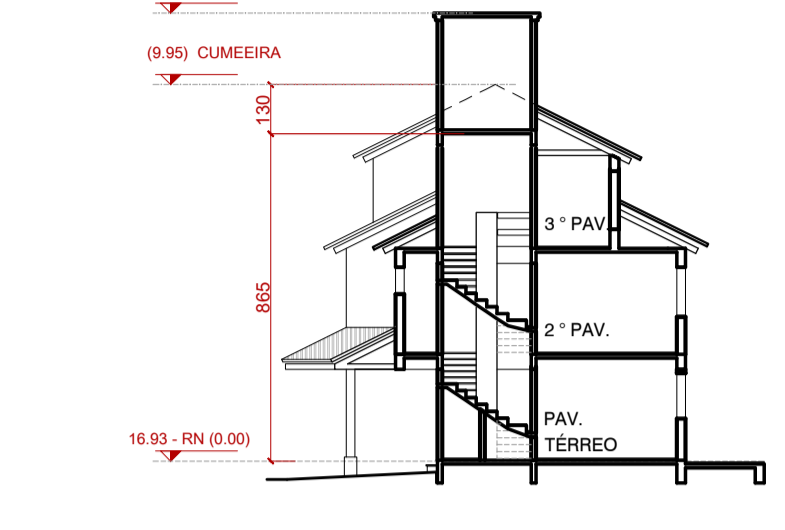 (9.95) CUMEEIRA
130
3 ° PAV.
865
2 ° PAV.
PAV.
TÉRREO
16.93 - RN (0.00)